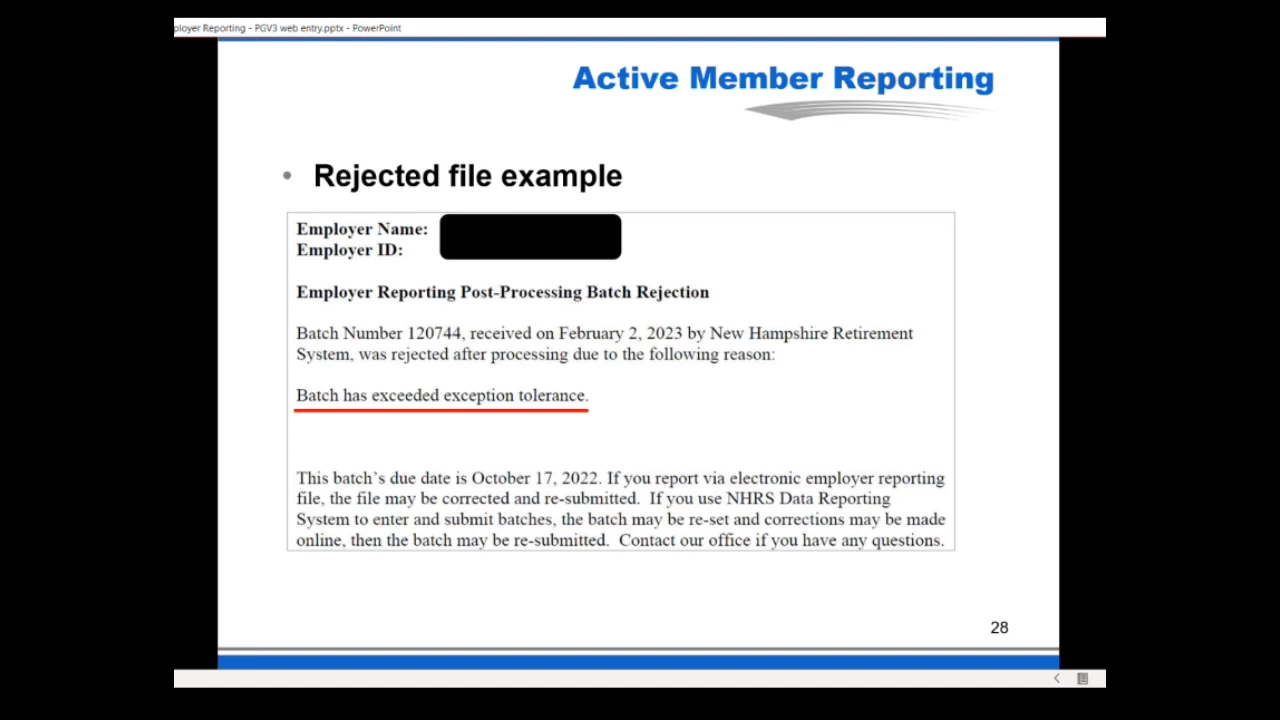 ployer Reporting - PGV3 web entry.pptx - PowerPoint
Active Member Reporting
• Rejected file example
Employer Name:
Employer ID:
Employer Reporting Post-Processing Batch Rejection
Batch Number 120744, received on February 2, 2023 by New Hampshire Retirement
System, was rejected after processing due to the following reason:
Batch has exceeded exception tolerance.
This batch's due date is October 17, 2022. If you report via electronic employer reporting
file, the file may be corrected and re-submitted.  If you use NHRS Data Reporting
System to enter and submit batches, the batch may be re-set and corrections may be made
online, then the batch may be re-submitted.  Contact our office if you have any questions.
28